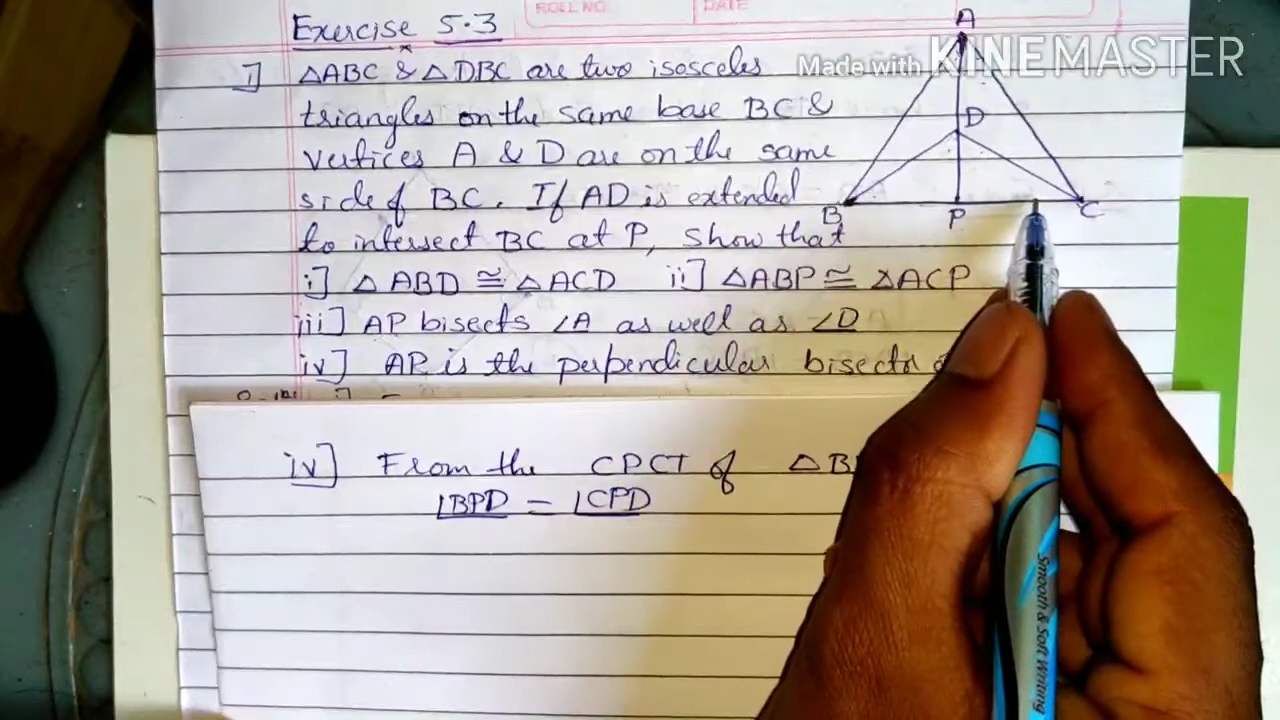 ROLL NO.
DATE
Exercise 5.3
Made with KINEMASTER
1] △ABC & △DBC are two isosceles
triangles on the same base BC &
vertices A & D are on the same
side of BC. If AD is extended
to intersect BC at P, show that
i] △ABD ≅ △ACD ii] △ABP ≅ △ACP
iii] AP bisects ∠A as well as ∠D
iv] AP is the perpendicular bisector
A
D
B
P
C
iv] From the CPCT of △B
∠BPD = ∠CPD
Smooth & Soft Writing